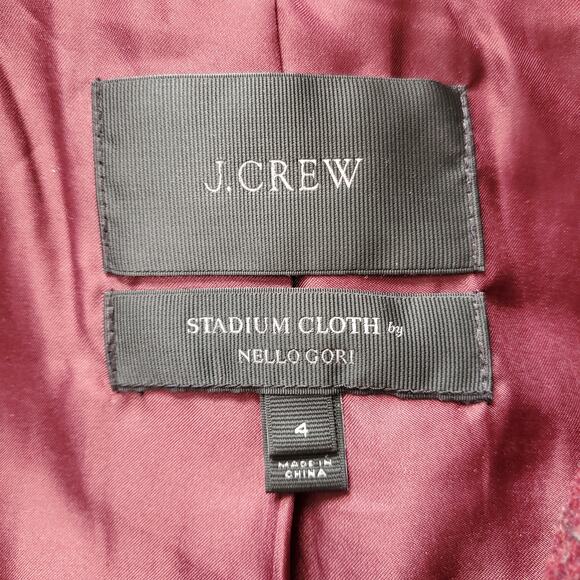 J.CREW
STADIUM CLOTH by
NELLO GORI
4
MADE IN
CHINA